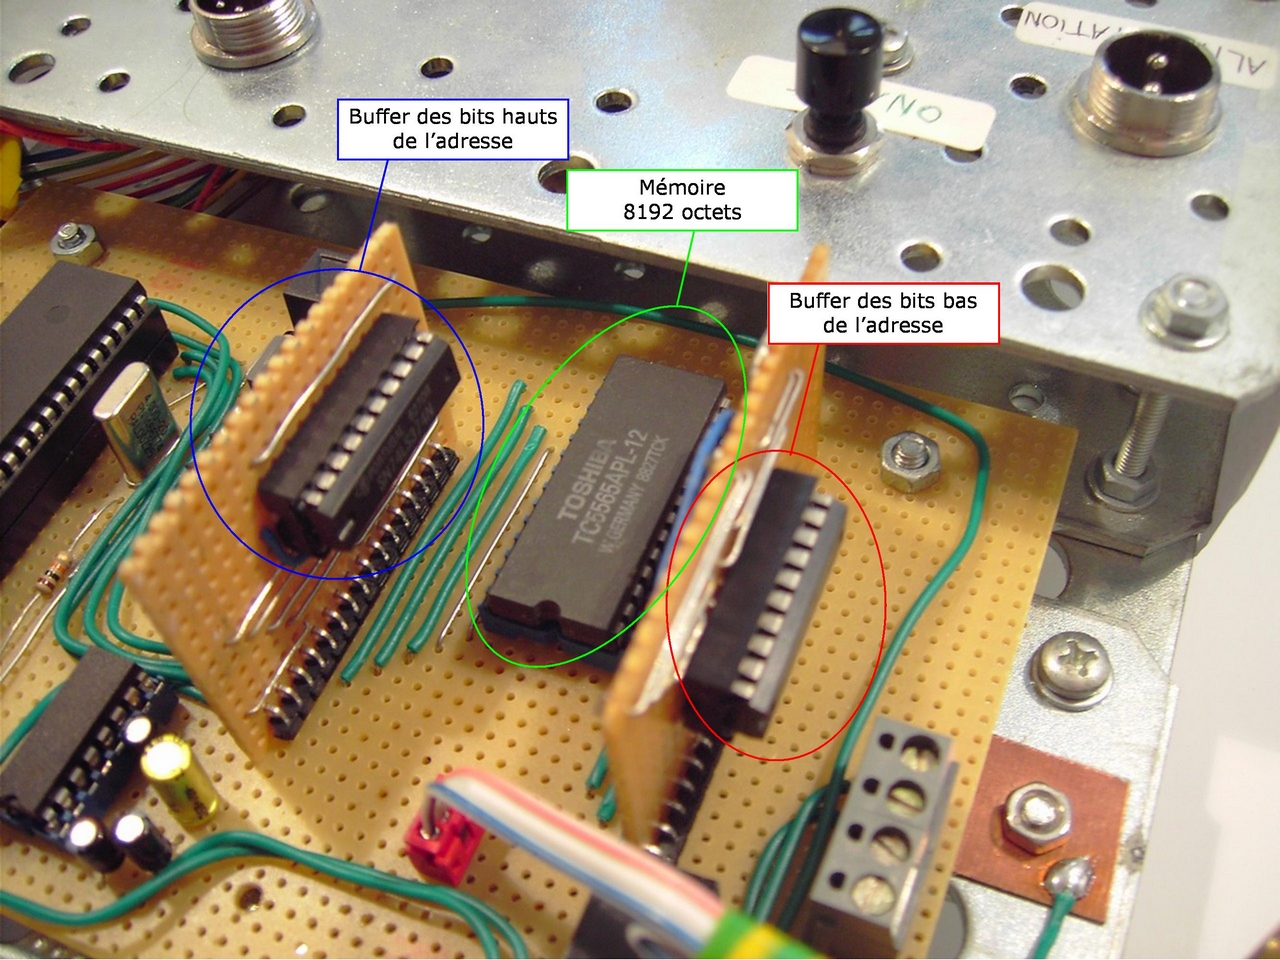 ALIMENTATION
ON
Buffer des bits hauts
de l'adresse
Mémoire
8192 octets
Buffer des bits bas
de l'adresse
TOSHIBA
TC5565APL-12
W.GERMANY 8827TCK